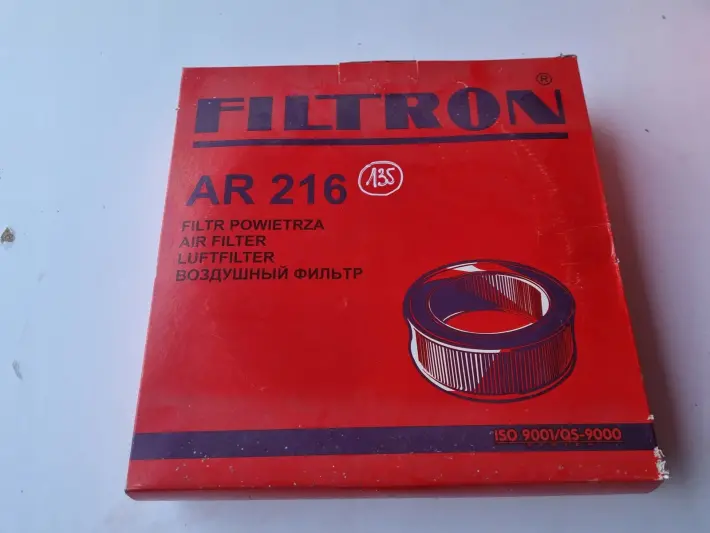 FILTRON®
AR 216 135
FILTR POWIETRZA
AIR FILTER
LUFTFILTER
ВОЗДУШНЫЙ ФИЛЬТР
ISO 9001/QS-9000